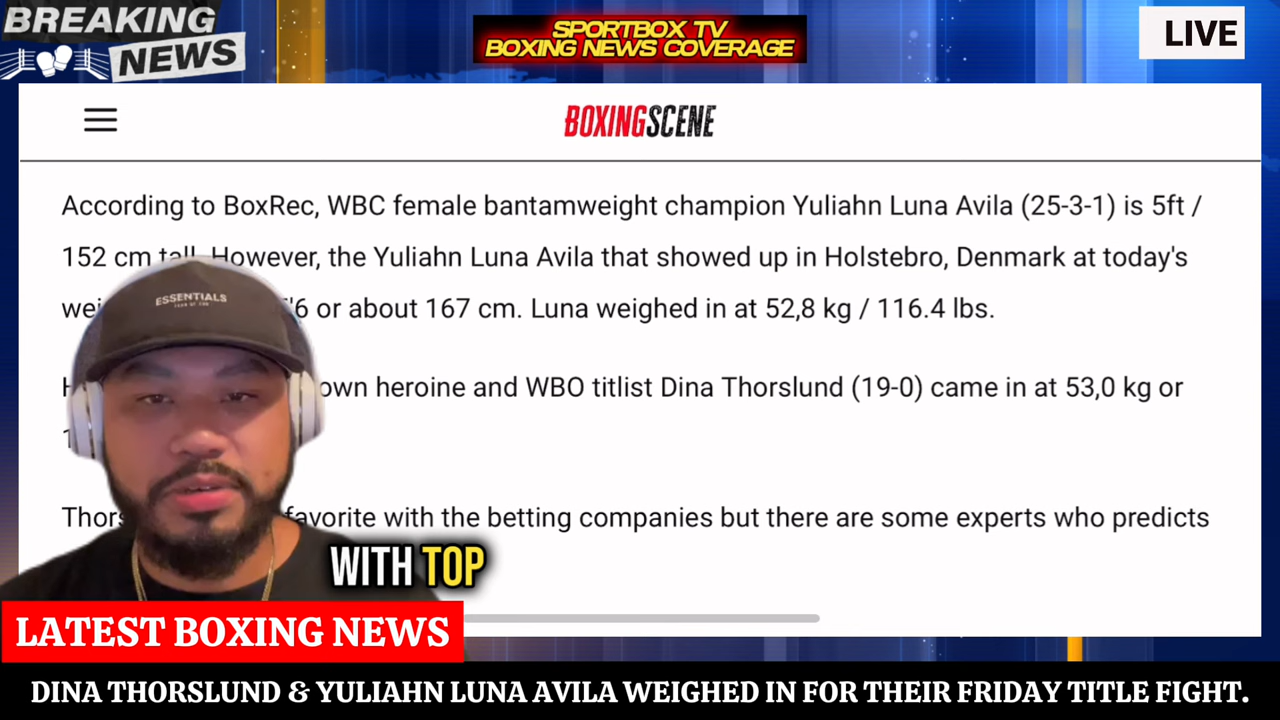 BREAKING
NEWS
SPORTBOX TV
BOXING NEWS COVERAGE
LIVE
BOXINGSCENE
According to BoxRec, WBC female bantamweight champion Yuliahn Luna Avila (25-3-1) is 5ft /
152 cm tall. However, the Yuliahn Luna Avila that showed up in Holstebro, Denmark at today's
'6 or about 167 cm. Luna weighed in at 52,8 kg / 116.4 lbs.
heroine and WBO titlist Dina Thorslund (19-0) came in at 53,0 kg or
favorite with the betting companies but there are some experts who predicts
ESSENTIALS
WITH TOP
LATEST BOXING NEWS
DINA THORSLUND & YULIAHN LUNA AVILA WEIGHED IN FOR THEIR FRIDAY TITLE FIGHT.